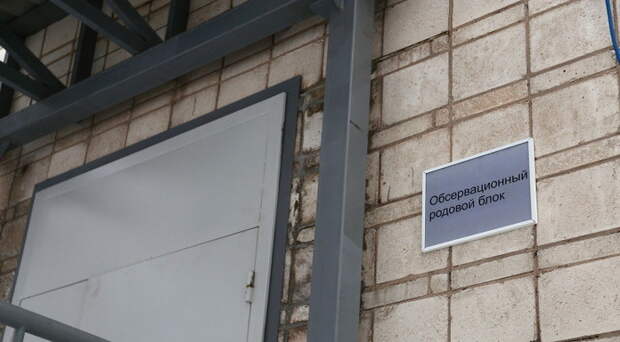 Обсервационный
родовой блок